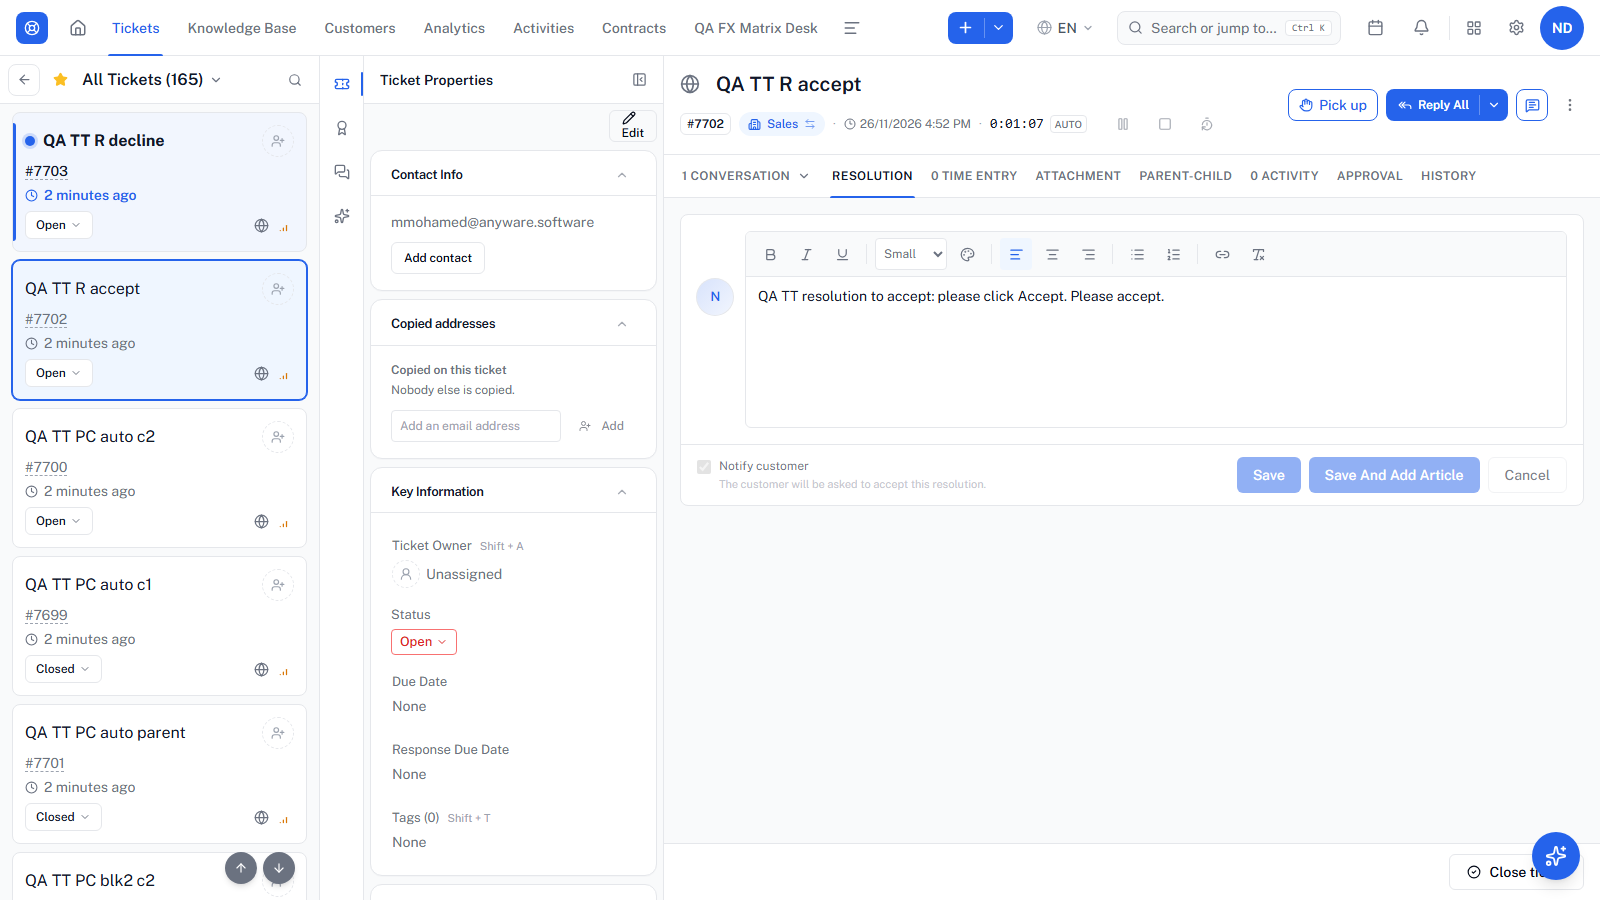 Tickets
Knowledge Base
Customers
Analytics
Activities
Contracts
QA FX Matrix Desk
EN
Search or jump to...
Ctrl K
ND
All Tickets (165)
QA TT R decline
#7703
2 minutes ago
Open
QA TT R accept
#7702
2 minutes ago
Open
QA TT PC auto c2
#7700
2 minutes ago
Open
QA TT PC auto c1
#7699
2 minutes ago
Closed
QA TT PC auto parent
#7701
2 minutes ago
Closed
QA TT PC blk2 c2
Ticket Properties
Edit
Contact Info
mmohamed@anyware.software
Add contact
Copied addresses
Copied on this ticket
Nobody else is copied.
Add an email address
Add
Key Information
Ticket Owner Shift + A
Unassigned
Status
Open
Due Date
None
Response Due Date
None
Tags (0) Shift + T
None
QA TT R accept
#7702
Sales
· 26/11/2026 4:52 PM · 0:01:07 AUTO
Pick up
Reply All
1 CONVERSATION
RESOLUTION
0 TIME ENTRY
ATTACHMENT
PARENT-CHILD
0 ACTIVITY
APPROVAL
HISTORY
B I U
Small
N
QA TT resolution to accept: please click Accept. Please accept.
Notify customer
The customer will be asked to accept this resolution.
Save
Save And Add Article
Cancel
Close